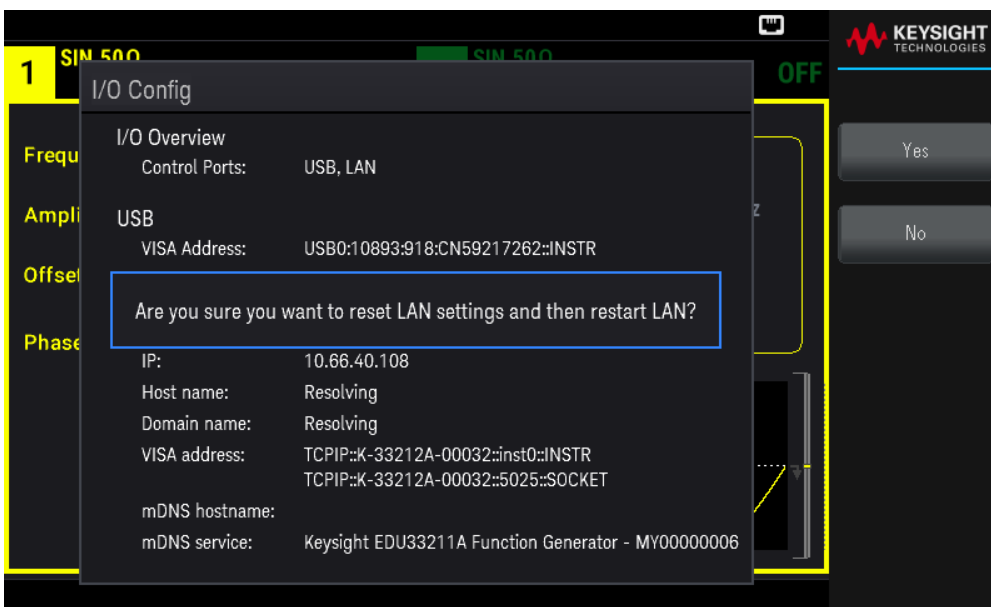 KEYSIGHT
TECHNOLOGIES
1 SIN 50Ω SIN 50Ω OFF
I/O Config
I/O Overview
Control Ports: USB, LAN
USB
VISA Address: USB0:10893:918:CN59217262::INSTR
Are you sure you want to reset LAN settings and then restart LAN?
IP: 10.66.40.108
Host name: Resolving
Domain name: Resolving
VISA address: TCPIP::K-33212A-00032::inst0::INSTR
TCPIP::K-33212A-00032::5025::SOCKET
mDNS hostname:
mDNS service: Keysight EDU33211A Function Generator - MY00000006
Frequ
Ampli
Offset
Phase
z
Yes
No